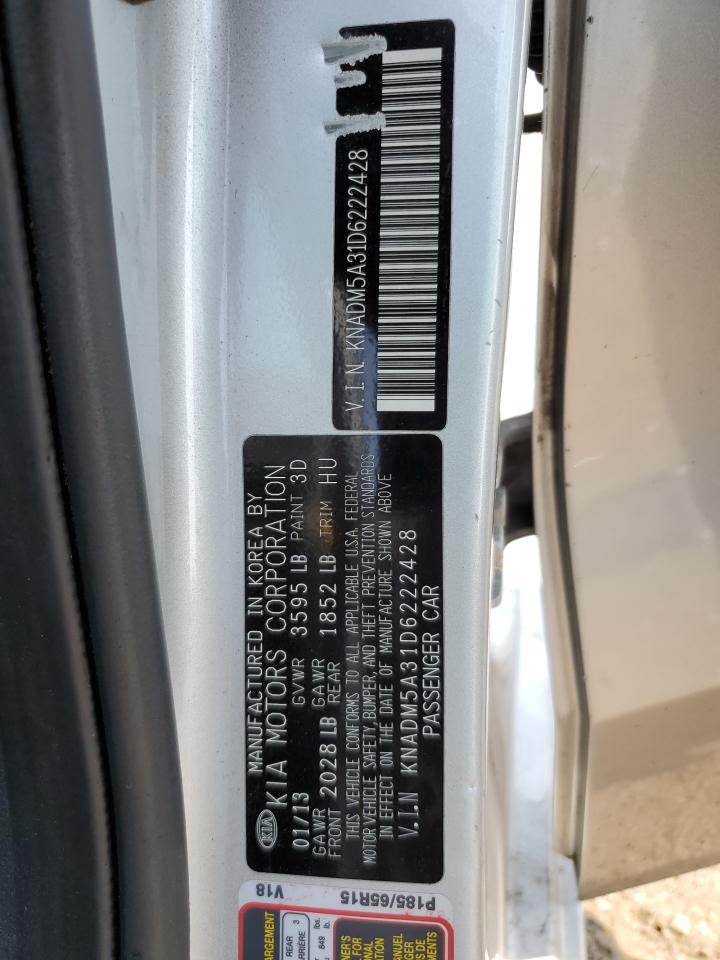 V.I.N KNADM5A31D6222428
KIA
MANUFACTURED IN KOREA BY
KIA MOTORS CORPORATION
01/13 GVWR 3595 LB PAINT 3D
GAWR FRONT 2028 LB GAWR REAR 1852 LB TRIM HU
THIS VEHICLE CONFORMS TO ALL APPLICABLE U.S.A. FEDERAL
MOTOR VEHICLE SAFETY, BUMPER, AND THEFT PREVENTION STANDARDS
IN EFFECT ON THE DATE OF MANUFACTURE SHOWN ABOVE
V.I.N KNADM5A31D6222428
PASSENGER CAR
V18
P185/65R15
REAR 3
849 lb.